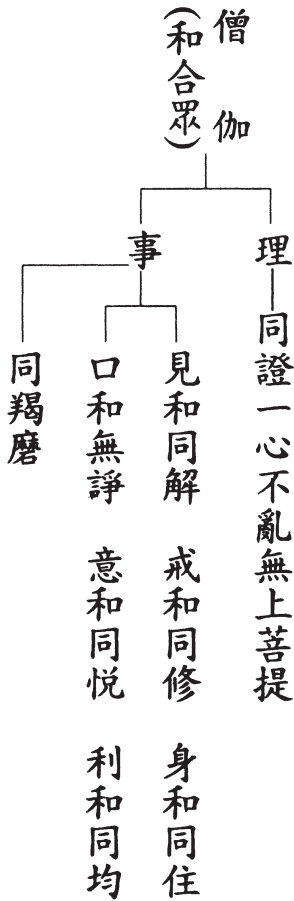 僧伽
（和合眾）
理
同證一心不亂無上菩提
事
見和同解　戒和同修　身和同住
口和無諍　意和同悅　利和同均
同羯磨